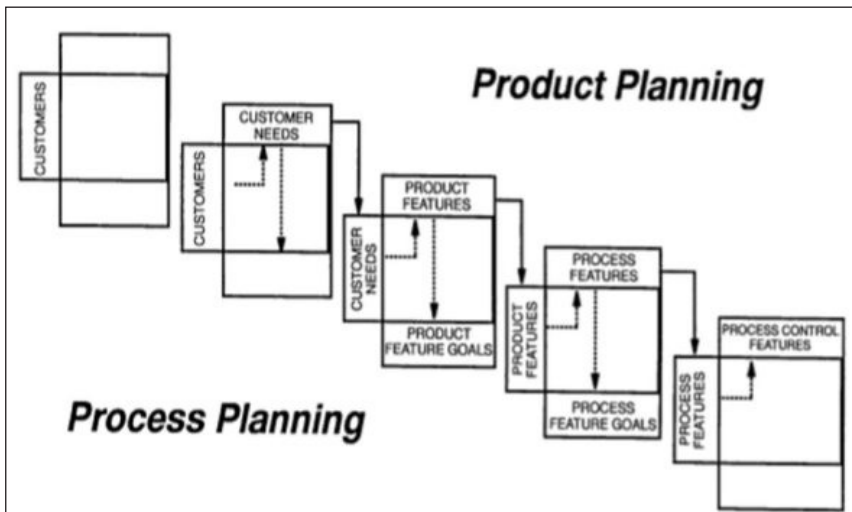 Product Planning
CUSTOMERS
CUSTOMER
NEEDS
CUSTOMERS
PRODUCT
FEATURES
CUSTOMER
NEEDS
PRODUCT
FEATURE GOALS
PROCESS
FEATURES
PRODUCT
FEATURES
PROCESS
FEATURE GOALS
PROCESS CONTROL
FEATURES
PROCESS
FEATURES
Process Planning